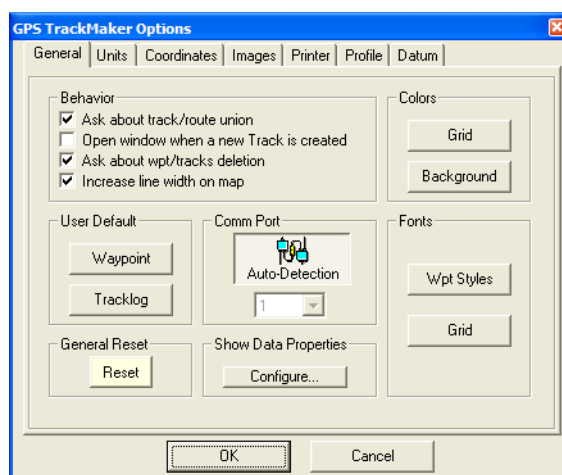 GPS TrackMaker Options
General Units Coordinates Images Printer Profile Datum
Behavior
Ask about track/route union
Open window when a new Track is created
Ask about wpt/tracks deletion
Increase line width on map
Colors
Grid
Background
User Default
Waypoint
Tracklog
Comm Port
Auto-Detection
1
Fonts
Wpt Styles
Grid
General Reset
Reset
Show Data Properties
Configure...
OK Cancel